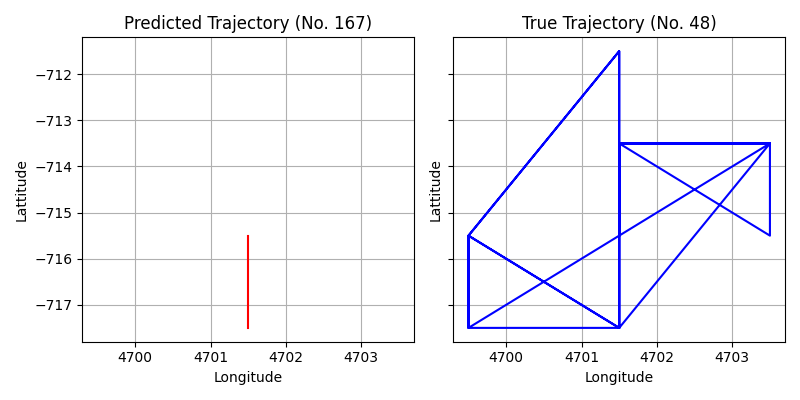 Predicted Trajectory (No. 167)
True Trajectory (No. 48)
Lattitude
−712
−713
−714
−715
−716
−717
4700
4701
4702
4703
Longitude
Lattitude
4700
4701
4702
4703
Longitude